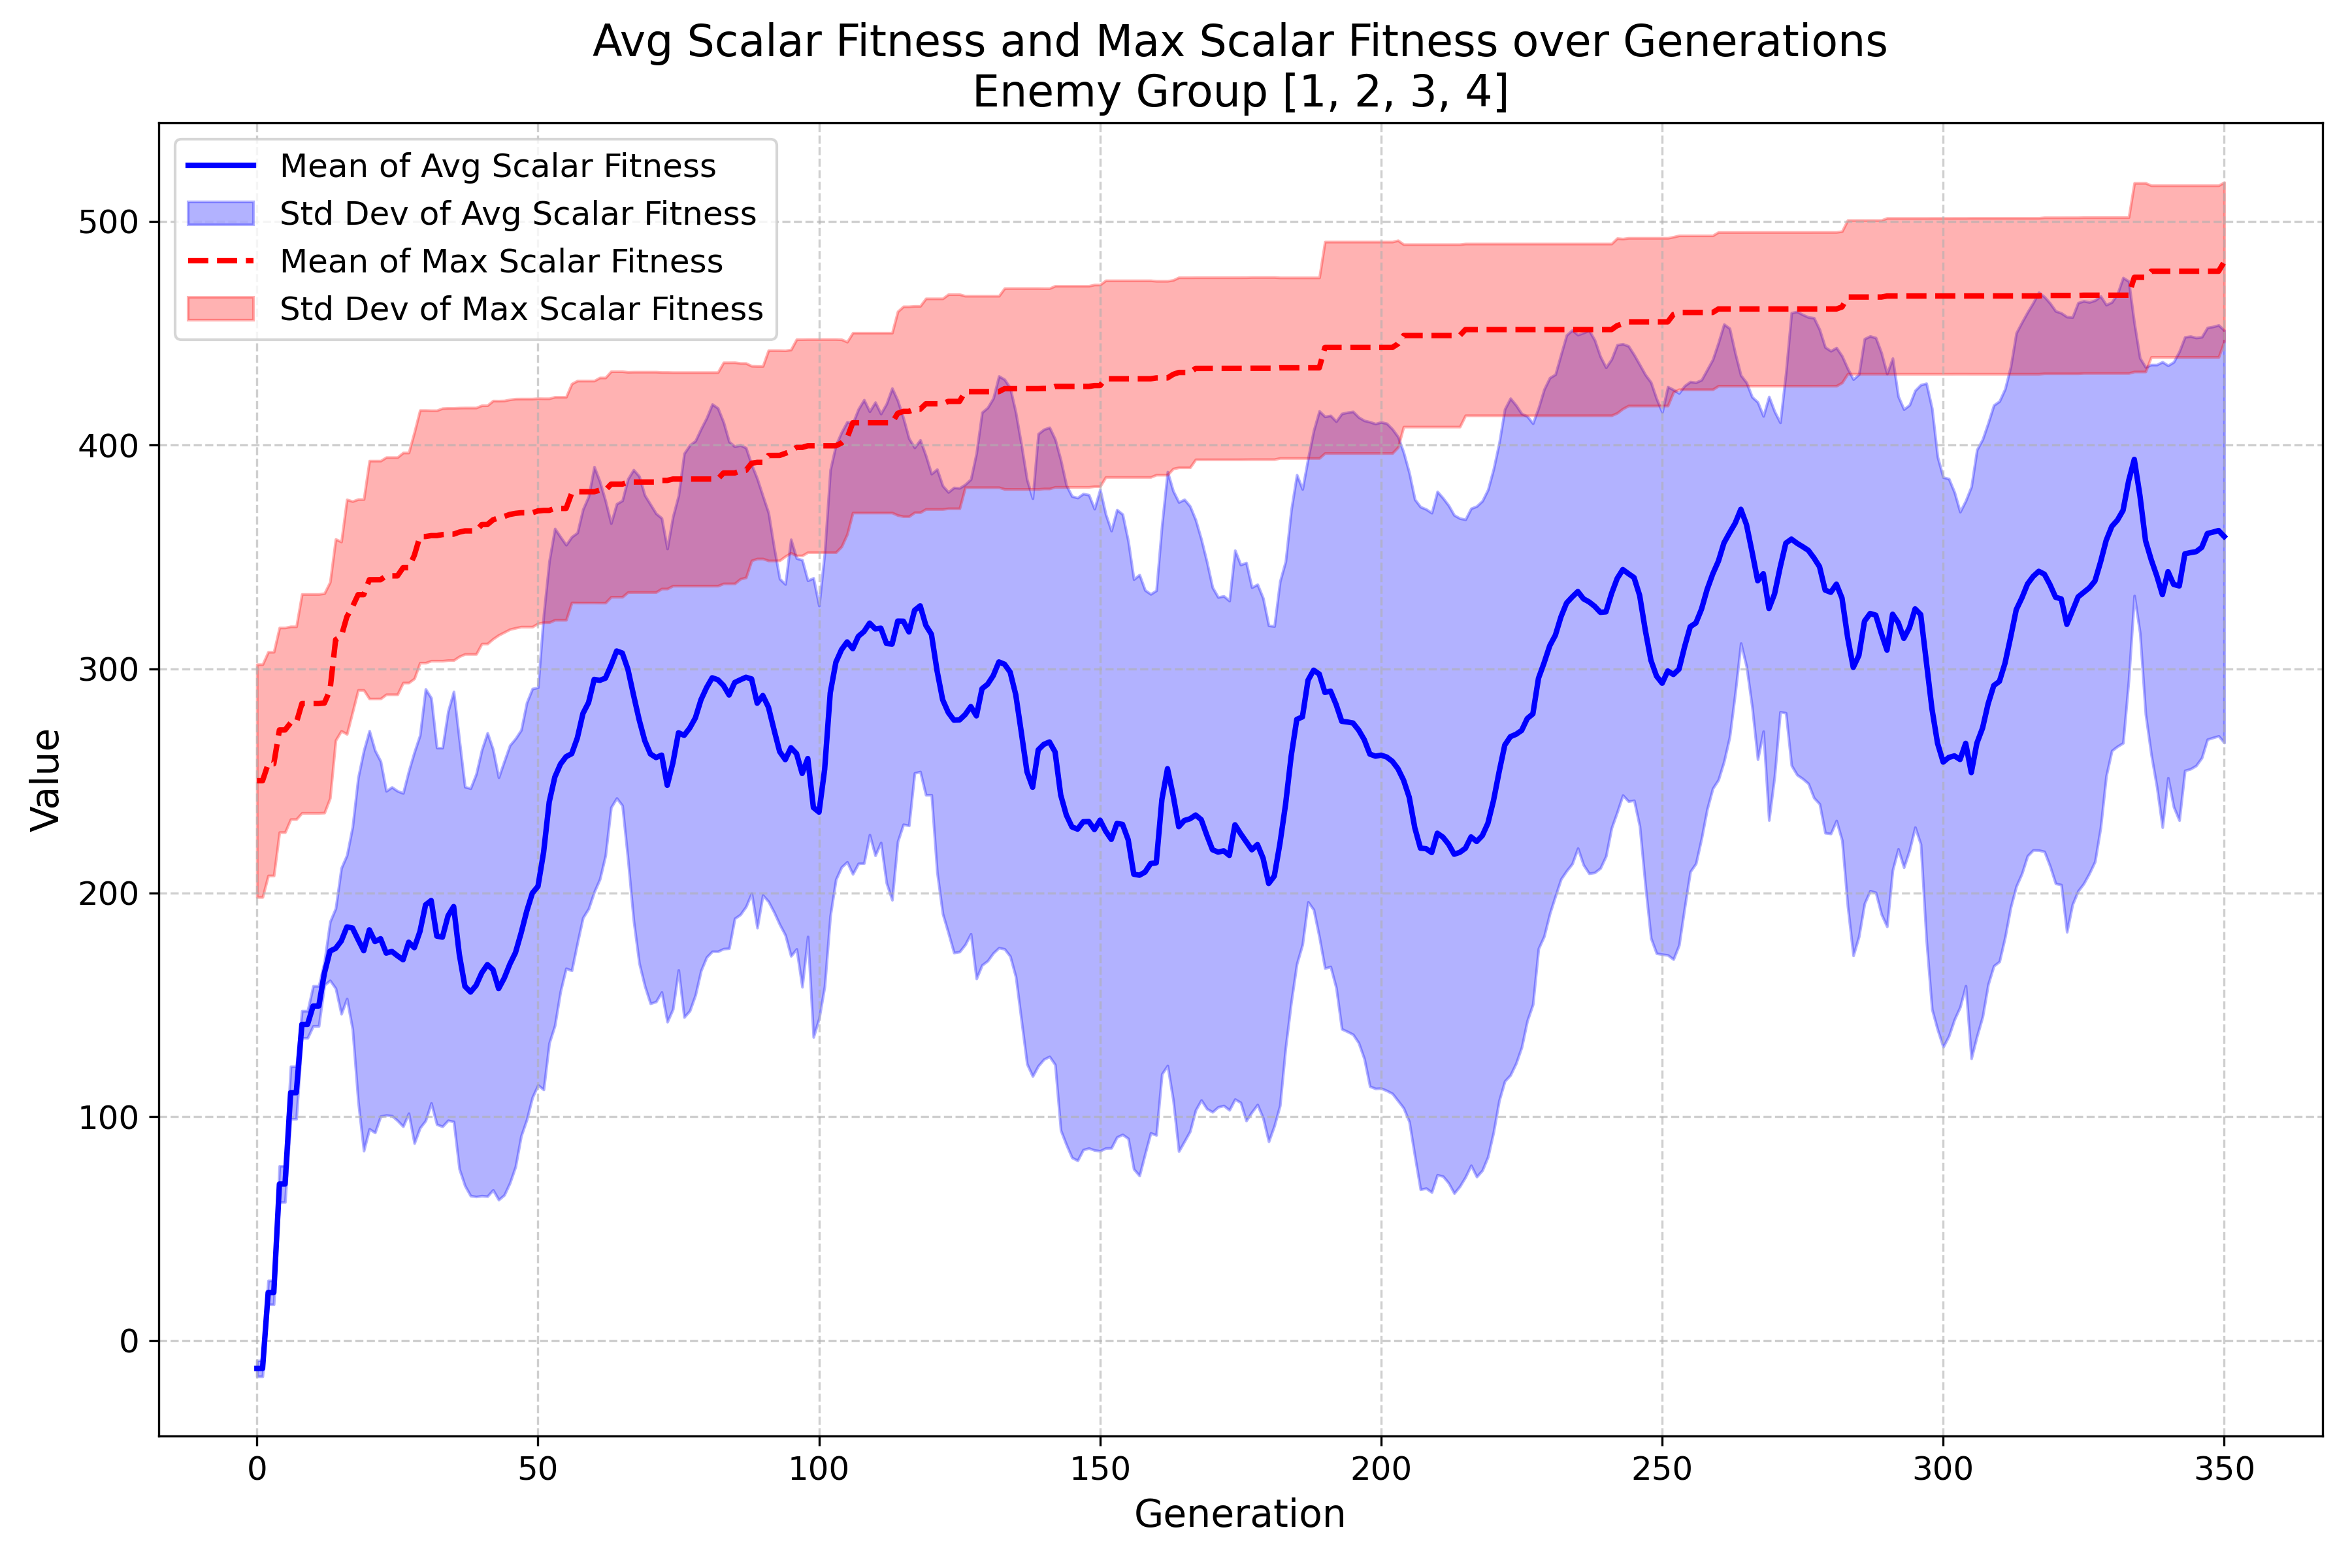 Avg Scalar Fitness and Max Scalar Fitness over Generations
Enemy Group [1, 2, 3, 4]
Mean of Avg Scalar Fitness
Std Dev of Avg Scalar Fitness
Mean of Max Scalar Fitness
Std Dev of Max Scalar Fitness
Value
500
400
300
200
100
0
0 50 100 150 200 250 300 350
Generation